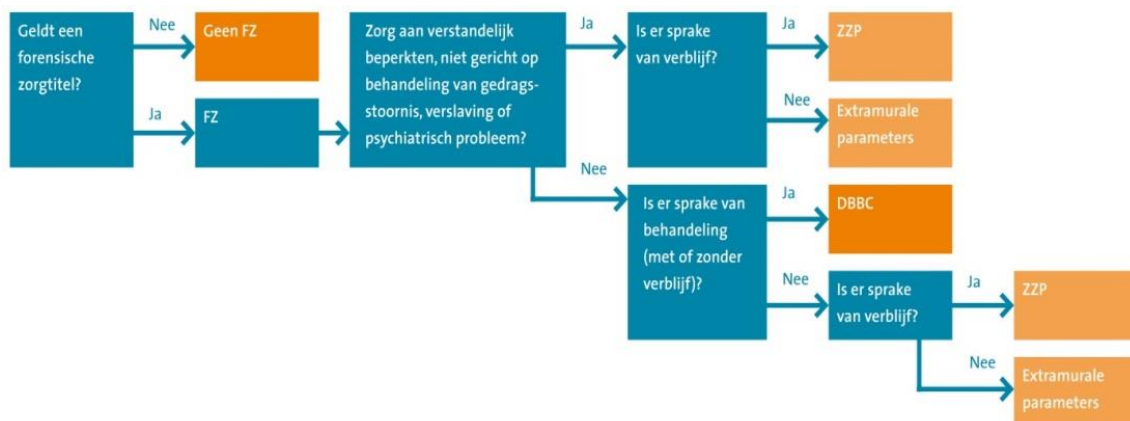 Geldt een
forensische
zorgtitel?
Nee
Geen FZ
Ja
FZ
Zorg aan verstandelijk
beperkten, niet gericht op
behandeling van gedrags-
stoornis, verslaving of
psychiatrisch probleem?
Ja
Is er sprake
van verblijf?
Ja
ZZP
Nee
Extramurale
parameters
Nee
Is er sprake van
behandeling
(met of zonder
verblijf)?
Ja
DBBC
Nee
Is er sprake
van verblijf?
Ja
ZZP
Nee
Extramurale
parameters